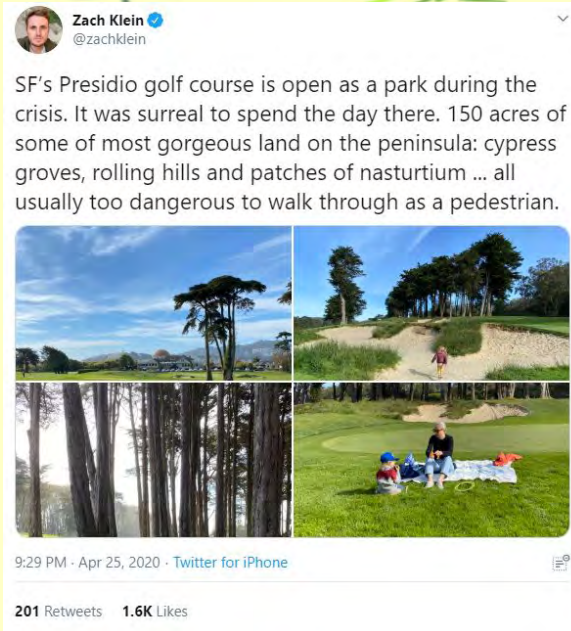 Zach Klein
@zachklein
SF's Presidio golf course is open as a park during the
crisis. It was surreal to spend the day there. 150 acres of
some of most gorgeous land on the peninsula: cypress
groves, rolling hills and patches of nasturtium ... all
usually too dangerous to walk through as a pedestrian.
9:29 PM · Apr 25, 2020 · Twitter for iPhone
201 Retweets 1.6K Likes